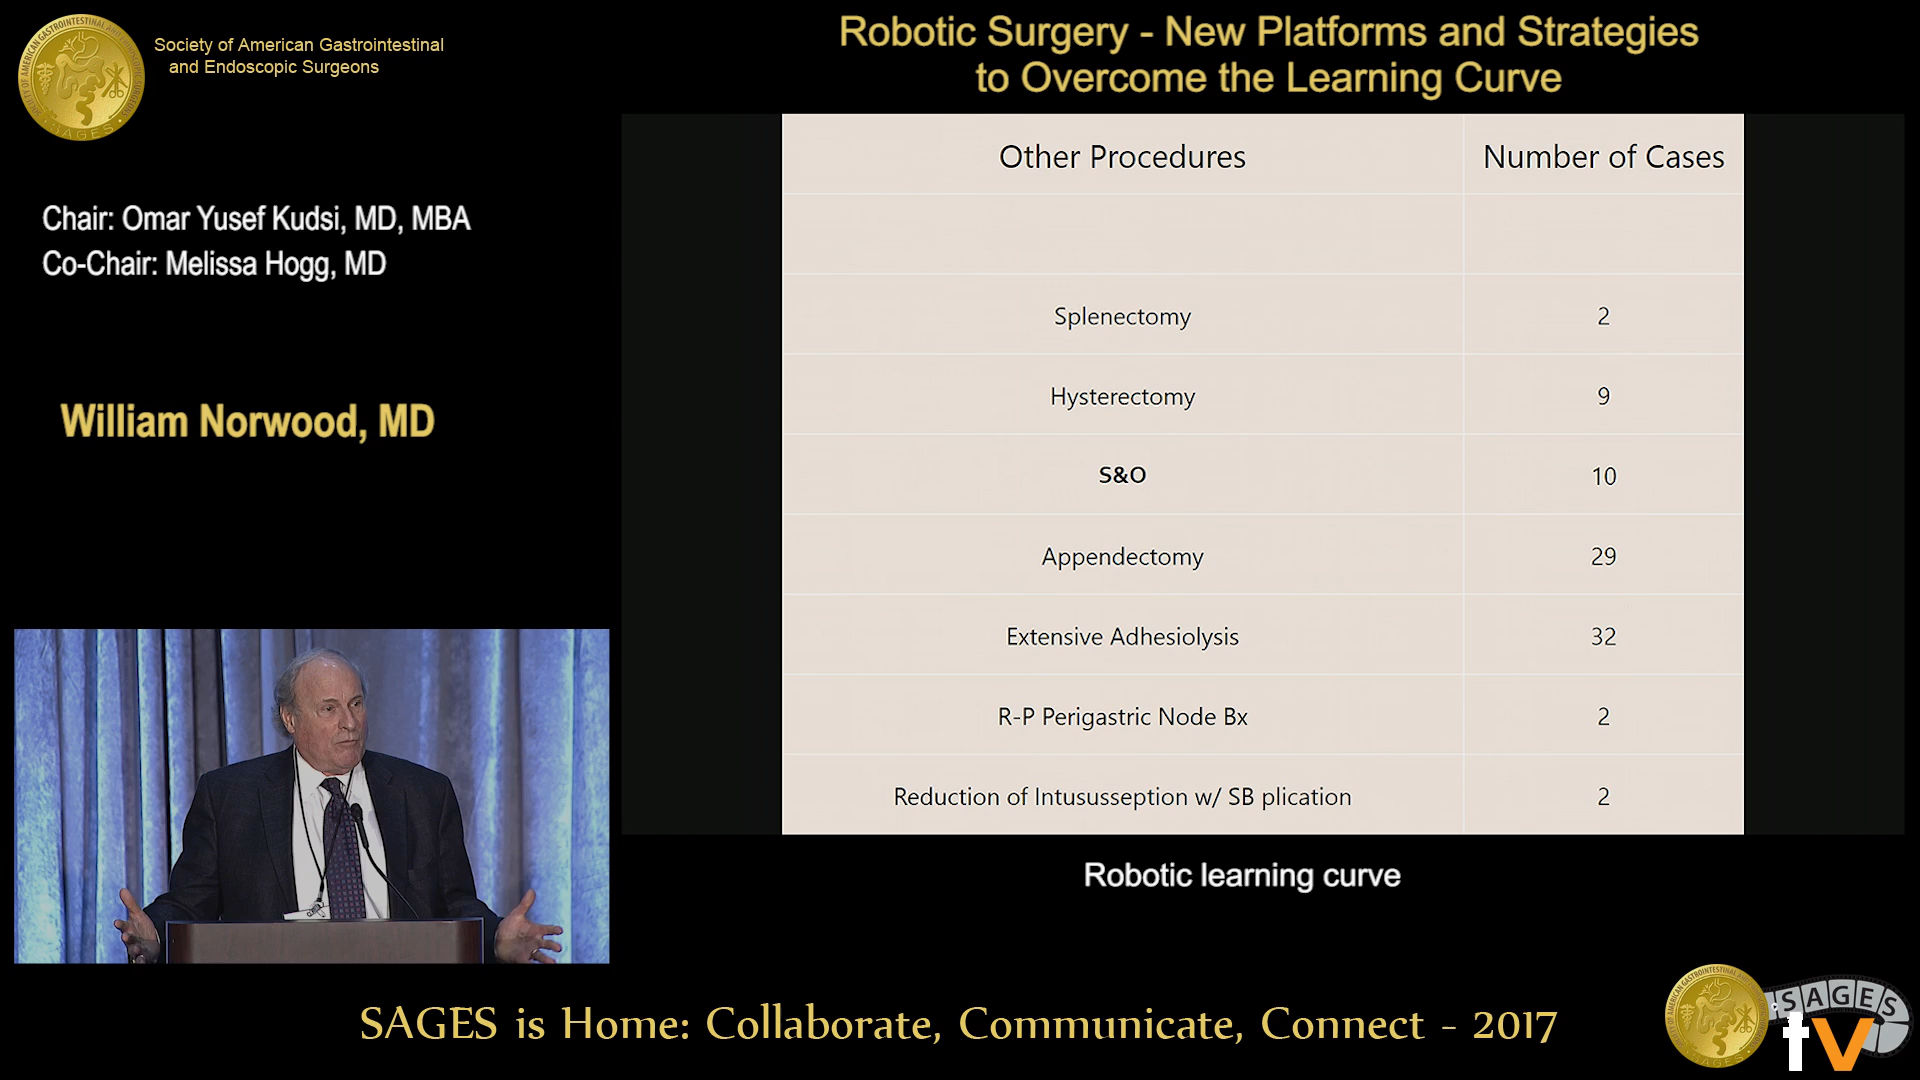 Society of American Gastrointestinal
and Endoscopic Surgeons
SAGES
Robotic Surgery - New Platforms and Strategies
to Overcome the Learning Curve
Chair: Omar Yusef Kudsi, MD, MBA
Co-Chair: Melissa Hogg, MD
William Norwood, MD
Other Procedures Number of Cases
Splenectomy 2
Hysterectomy 9
S&O 10
Appendectomy 29
Extensive Adhesiolysis 32
R-P Perigastric Node Bx 2
Reduction of Intususseption w/ SB plication 2
Robotic learning curve
SAGES is Home: Collaborate, Communicate, Connect - 2017
SAGES
tv